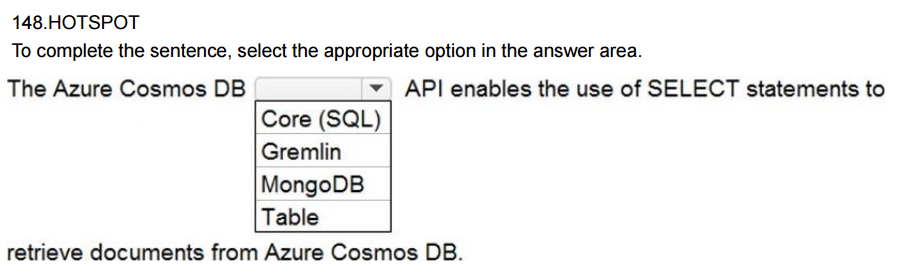 148.HOTSPOT
To complete the sentence, select the appropriate option in the answer area.
The Azure Cosmos DB API enables the use of SELECT statements to
Core (SQL)
Gremlin
MongoDB
Table
retrieve documents from Azure Cosmos DB.